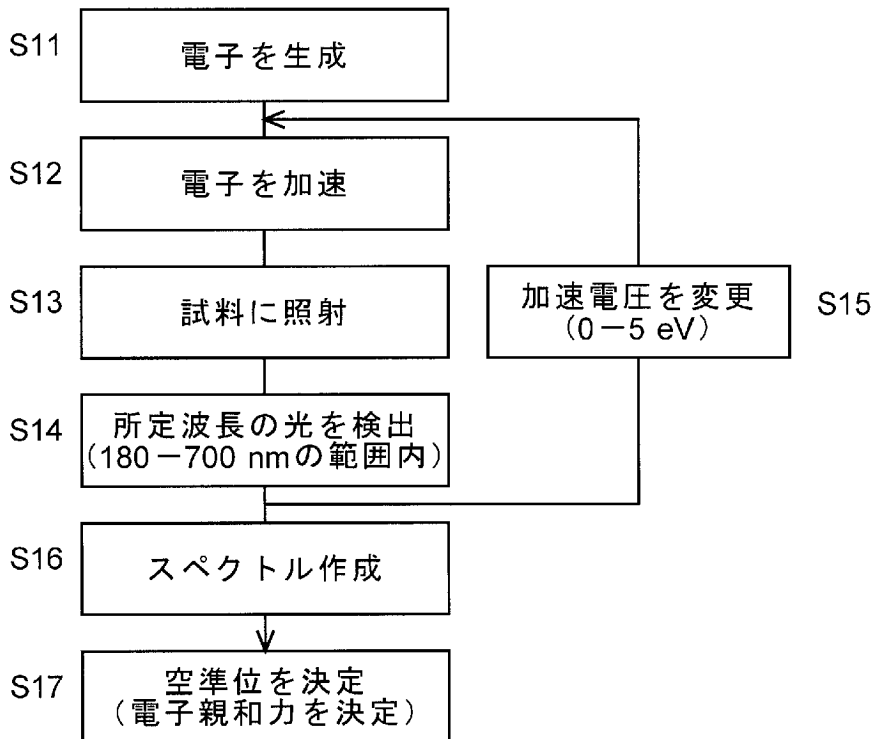 S11
電子を生成
S12
電子を加速
S13
試料に照射
加速電圧を変更
(0－5 eV)
S15
S14
所定波長の光を検出
(180－700 nmの範囲内)
S16
スペクトル作成
S17
空準位を決定
(電子親和力を決定)